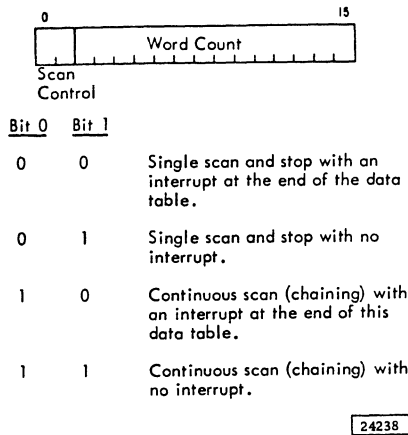 0 15
Word Count
Scan
Control
Bit 0 Bit 1
0 0 Single scan and stop with an
interrupt at the end of the data
table.
0 1 Single scan and stop with no
interrupt.
1 0 Continuous scan (chaining) with
an interrupt at the end of this
data table.
1 1 Continuous scan (chaining) with
no interrupt.
24238